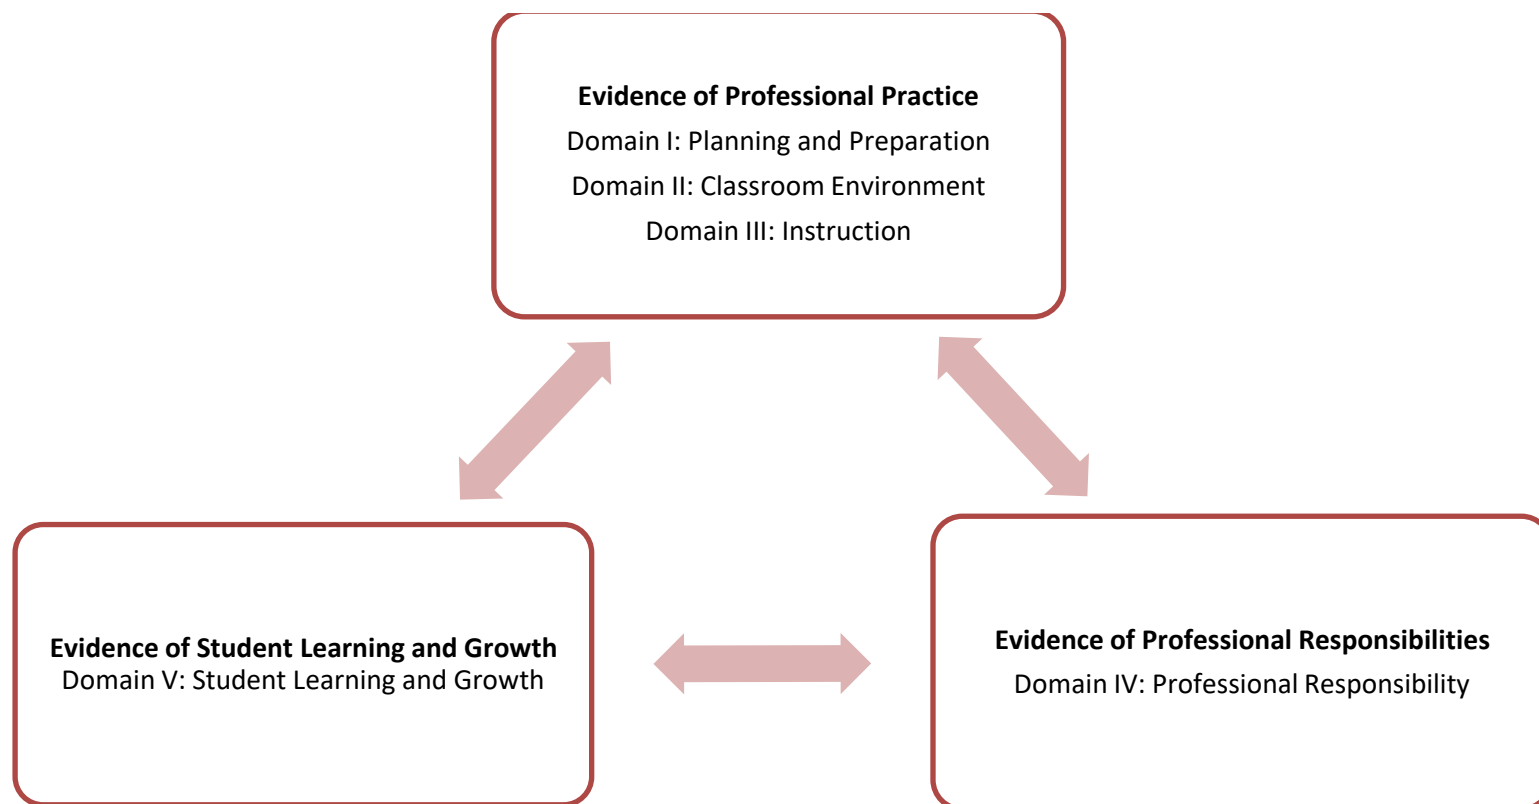 Evidence of Professional Practice
Domain I: Planning and Preparation
Domain II: Classroom Environment
Domain III: Instruction
Evidence of Student Learning and Growth
Domain V: Student Learning and Growth
Evidence of Professional Responsibilities
Domain IV: Professional Responsibility